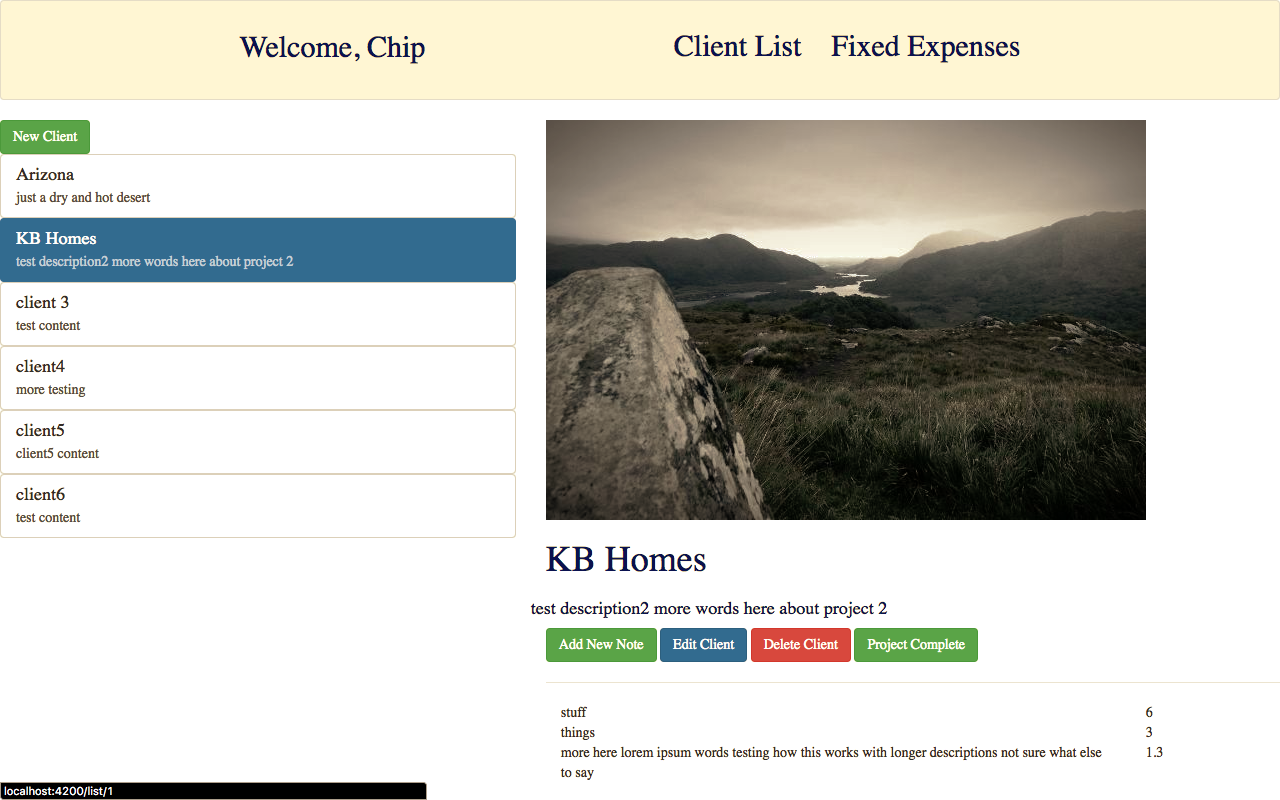 Welcome, Chip
Client List
Fixed Expenses
New Client
Arizona
just a dry and hot desert
KB Homes
test description2 more words here about project 2
client 3
test content
client4
more testing
client5
client5 content
client6
test content
KB Homes
test description2 more words here about project 2
Add New Note
Edit Client
Delete Client
Project Complete
stuff 6
things 3
more here lorem ipsum words testing how this works with longer descriptions not sure what else 1.3
to say
localhost:4200/list/1